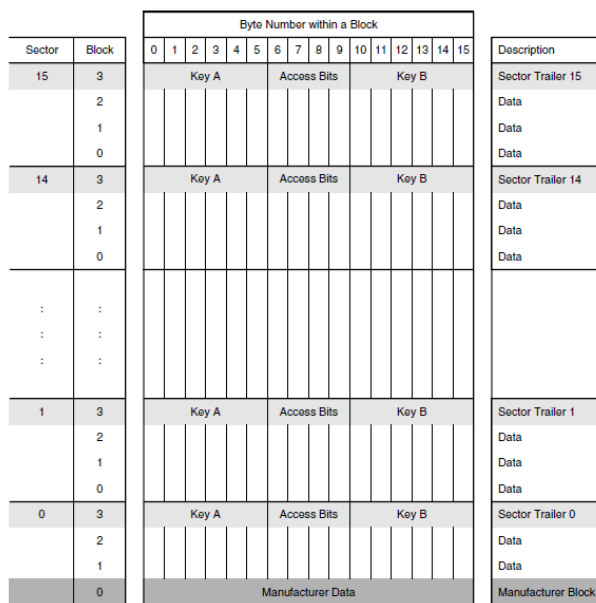 Byte Number within a Block
Sector Block 0 1 2 3 4 5 6 7 8 9 10 11 12 13 14 15 Description
15 3 Key A Access Bits Key B Sector Trailer 15
2 Data
1 Data
0 Data
14 3 Key A Access Bits Key B Sector Trailer 14
2 Data
1 Data
0 Data
: :
: :
: :
1 3 Key A Access Bits Key B Sector Trailer 1
2 Data
1 Data
0 Data
0 3 Key A Access Bits Key B Sector Trailer 0
2 Data
1 Data
0 Manufacturer Data Manufacturer Block